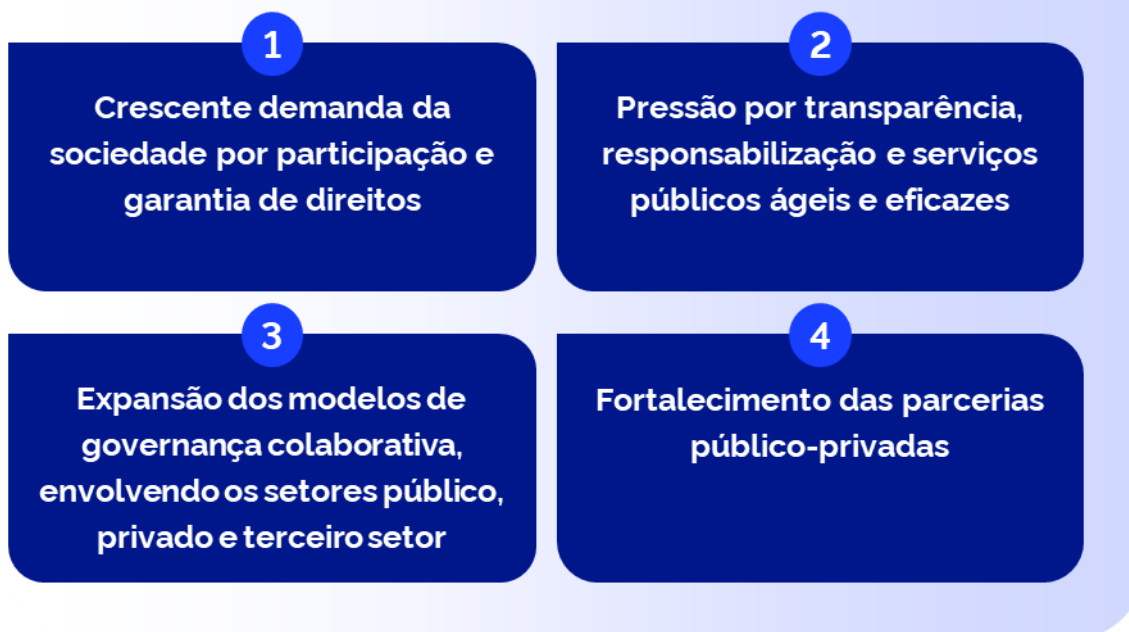 1
Crescente demanda da
sociedade por participação e
garantia de direitos
2
Pressão por transparência,
responsabilização e serviços
públicos ágeis e eficazes
3
Expansão dos modelos de
governança colaborativa,
envolvendo os setores público,
privado e terceiro setor
4
Fortalecimento das parcerias
público-privadas